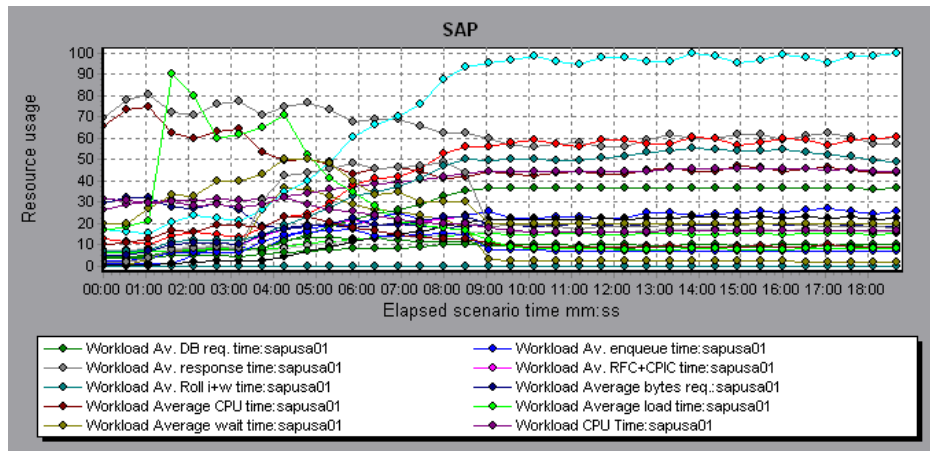 SAP
100
90
80
70
60
50
40
30
20
10
0
Resource usage
00:00 01:00 02:00 03:00 04:00 05:00 06:00 07:00 08:00 09:00 10:00 11:00 12:00 13:00 14:00 15:00 16:00 17:00 18:00
Elapsed scenario time mm:ss
Workload Av. DB req. time:sapusa01 Workload Av. enqueue time:sapusa01
Workload Av. response time:sapusa01 Workload Av. RFC+CPIC time:sapusa01
Workload Av. Roll i+w time:sapusa01 Workload Average bytes req.:sapusa01
Workload Average CPU time:sapusa01 Workload Average load time:sapusa01
Workload Average wait time:sapusa01 Workload CPU Time:sapusa01